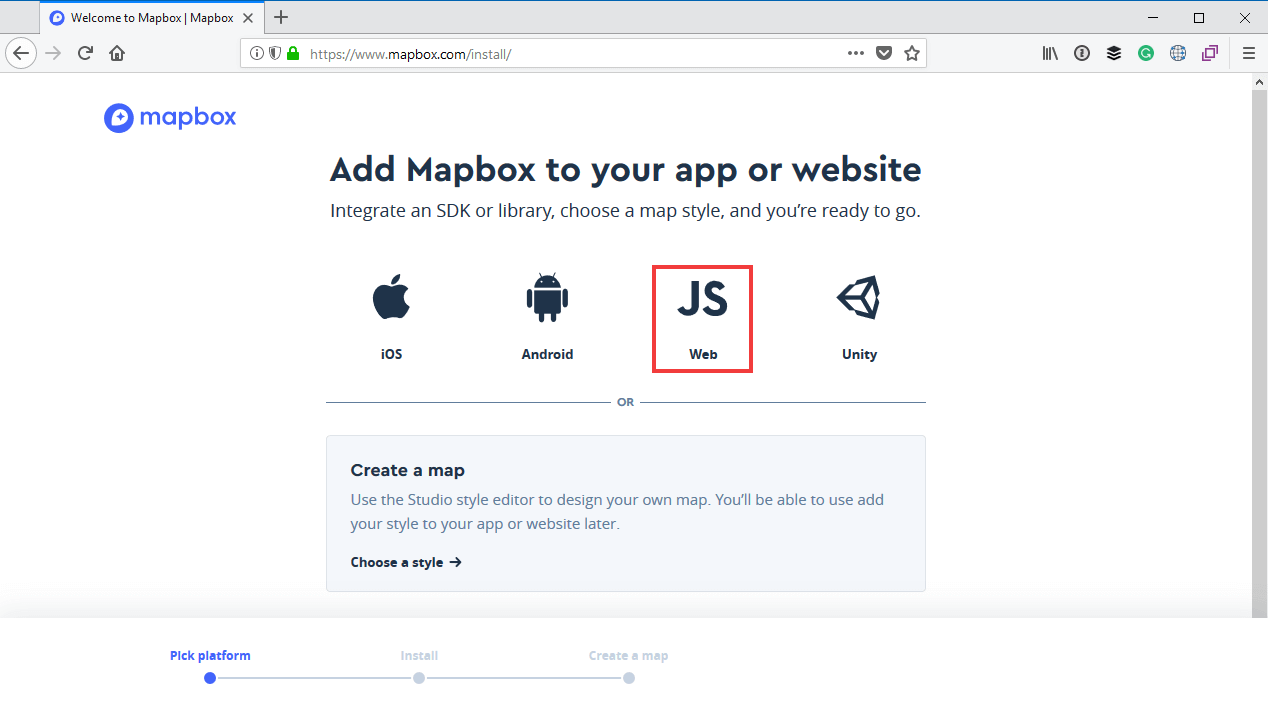 Welcome to Mapbox | Mapbox
https://www.mapbox.com/install/
mapbox
Add Mapbox to your app or website
Integrate an SDK or library, choose a map style, and you’re ready to go.
JS
iOS Android Web Unity
OR
Create a map
Use the Studio style editor to design your own map. You’ll be able to use add
your style to your app or website later.
Choose a style →
Pick platform Install Create a map